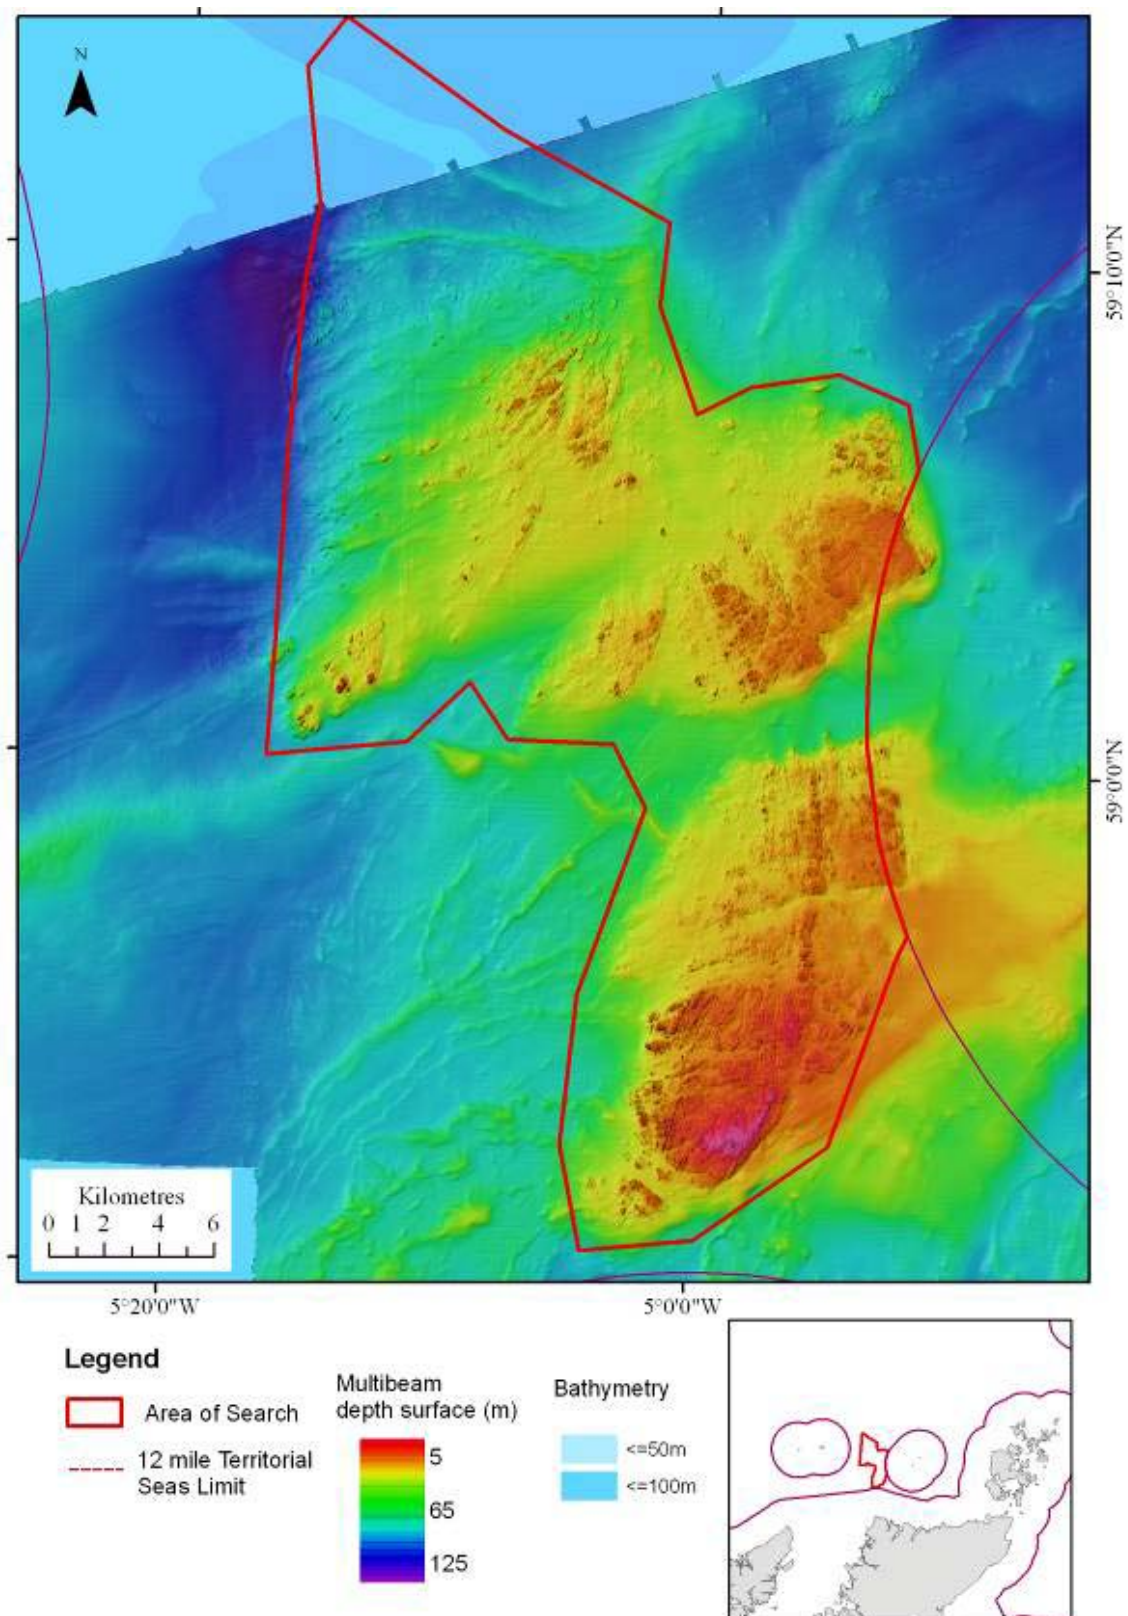 N
59°10'0"N
59°0'0"N
Kilometres
0 1 2 4 6
5°20'0"W
5°0'0"W
Legend
Area of Search
12 mile Territorial
Seas Limit
Multibeam
depth surface (m)
5
65
125
Bathymetry
<=50m
<=100m